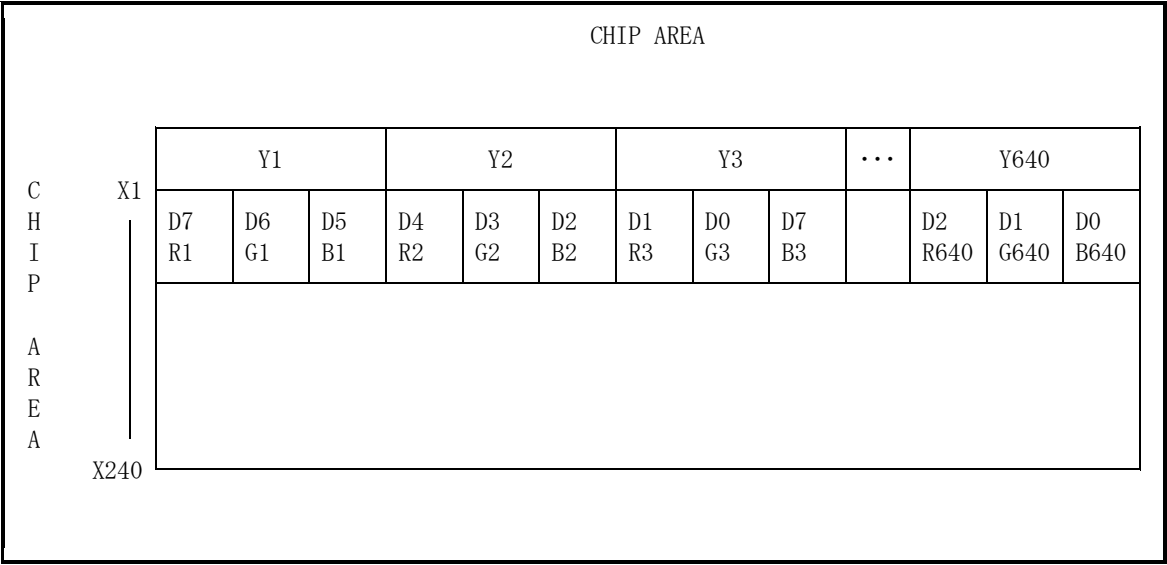 CHIP AREA
Y1 Y2 Y3 ··· Y640
X1
D7 D6 D5 D4 D3 D2 D1 D0 D7 D2 D1 D0
R1 G1 B1 R2 G2 B2 R3 G3 B3 R640 G640 B640
C
H
I
P
A
R
E
A
X240